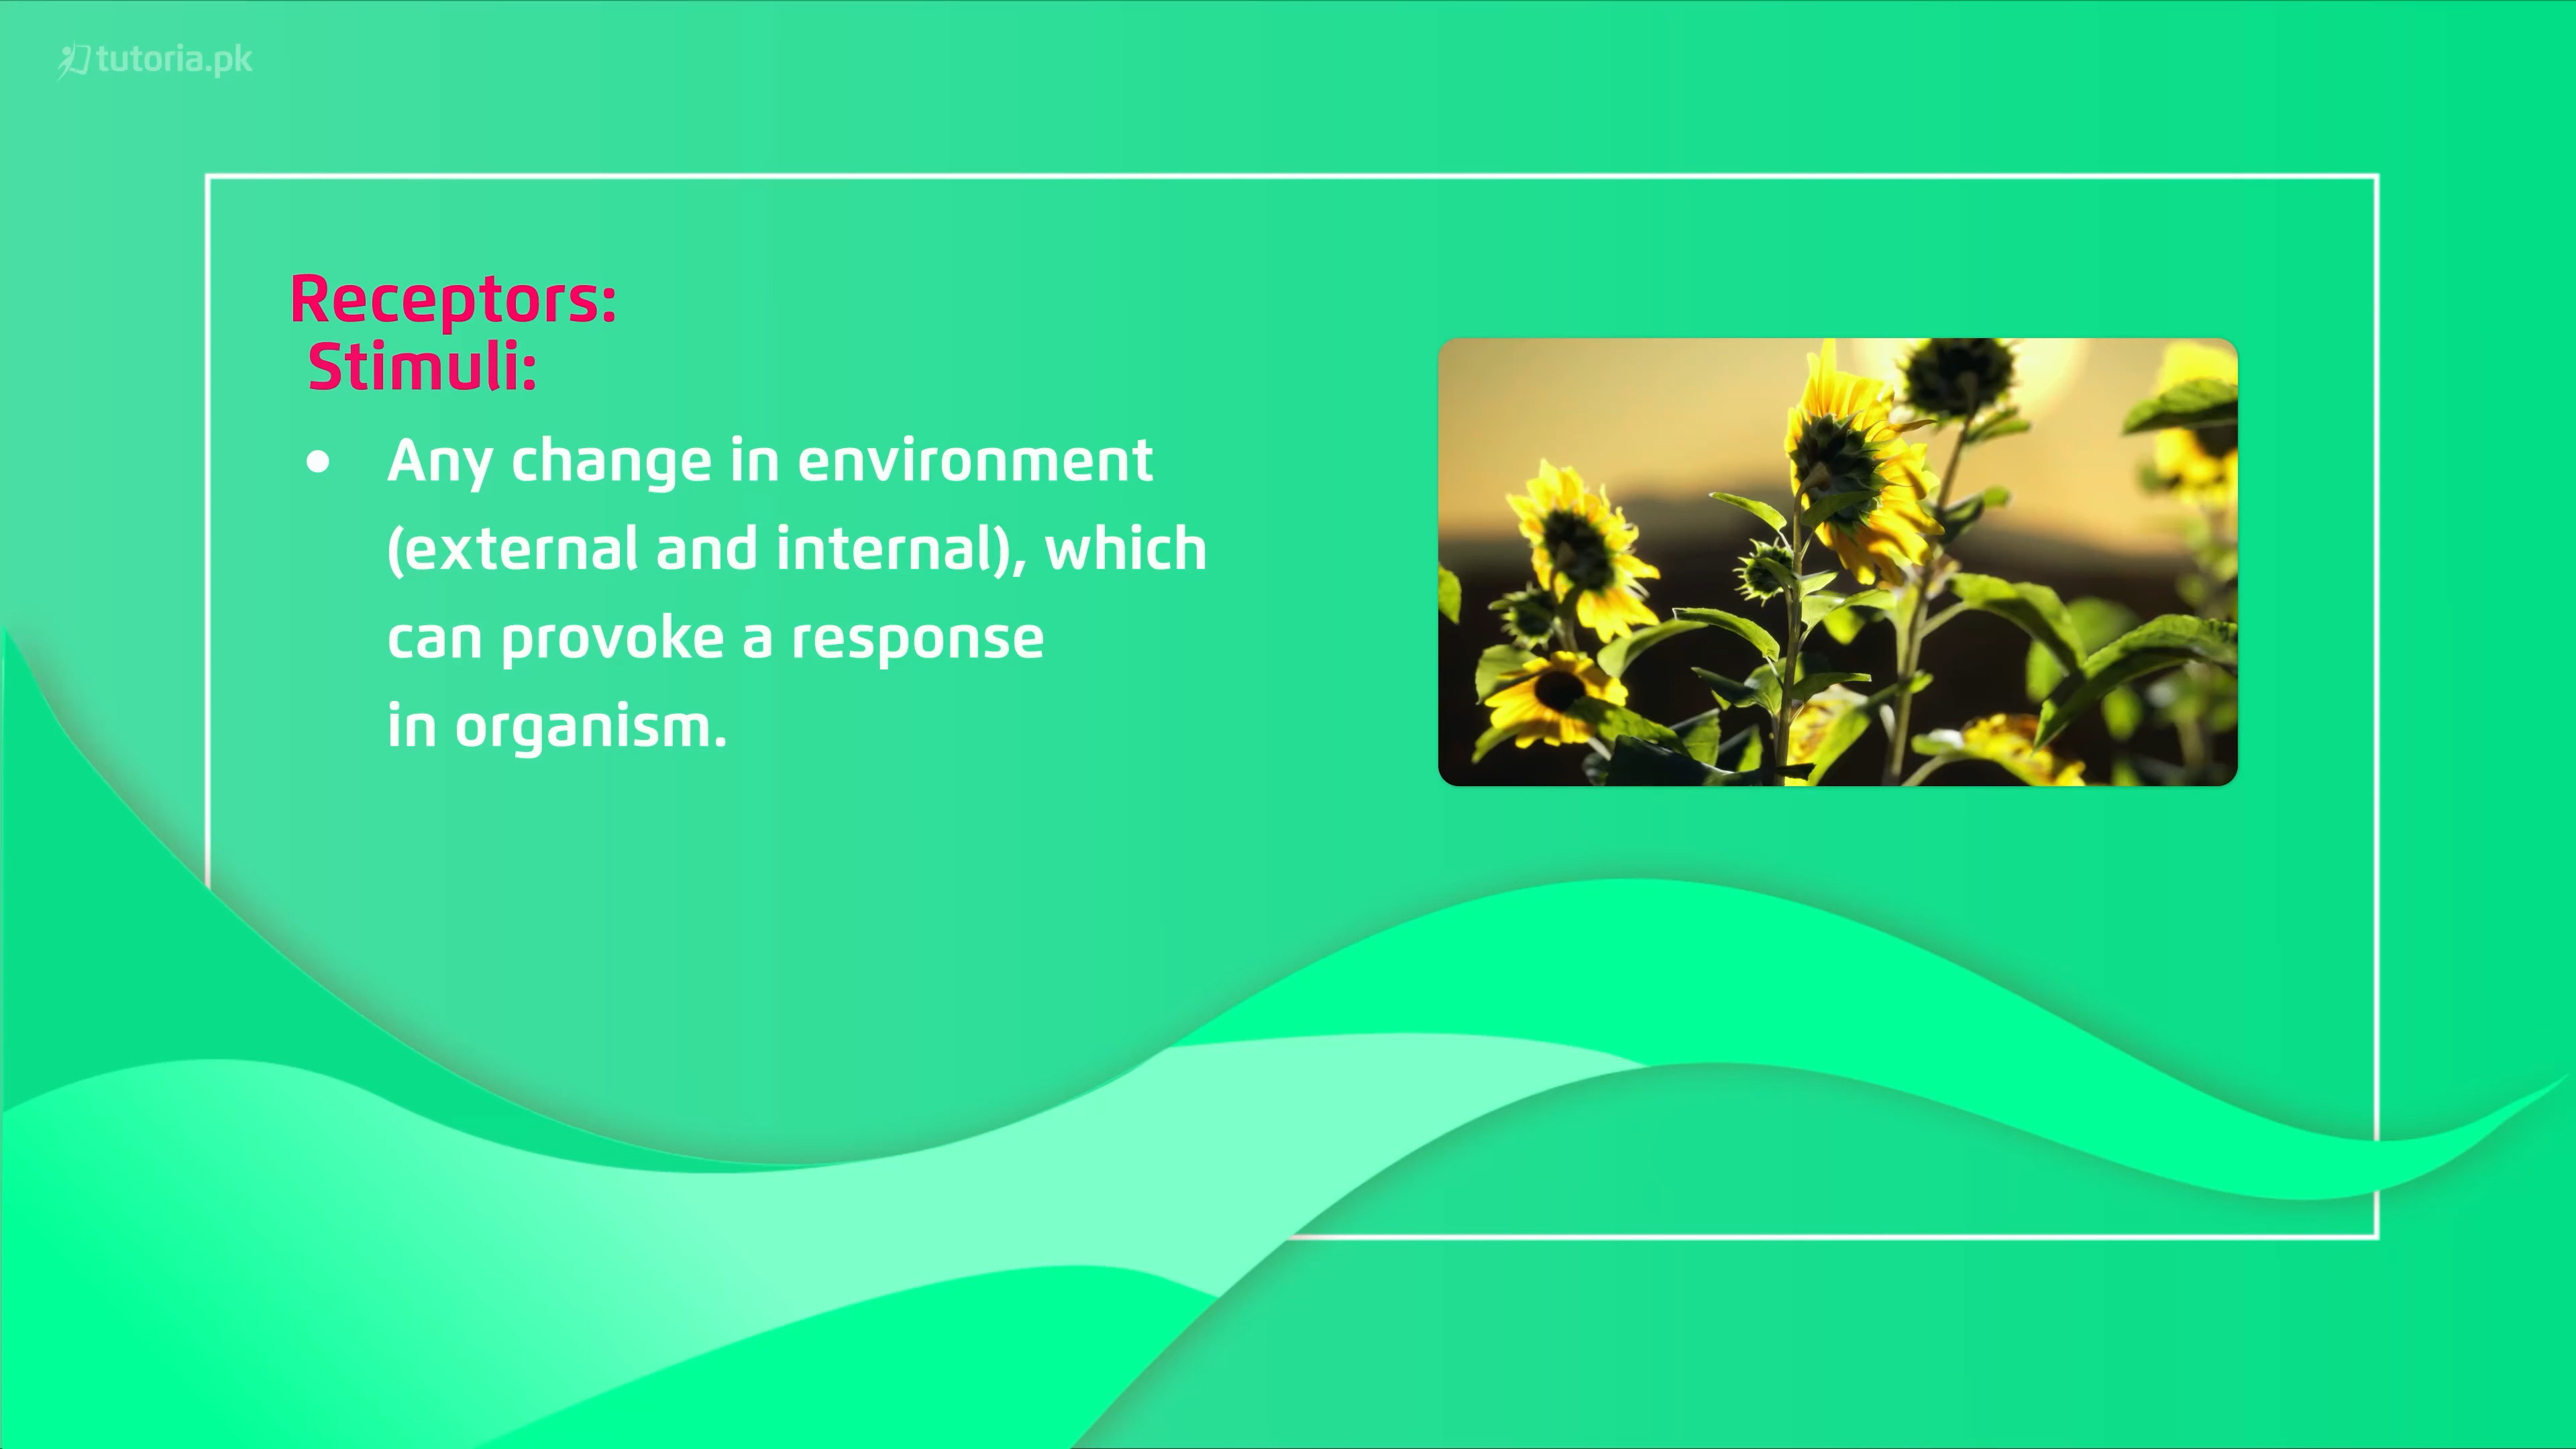 tutoria.pk
Receptors:
Stimuli:
• Any change in environment
(external and internal), which
can provoke a response
in organism.